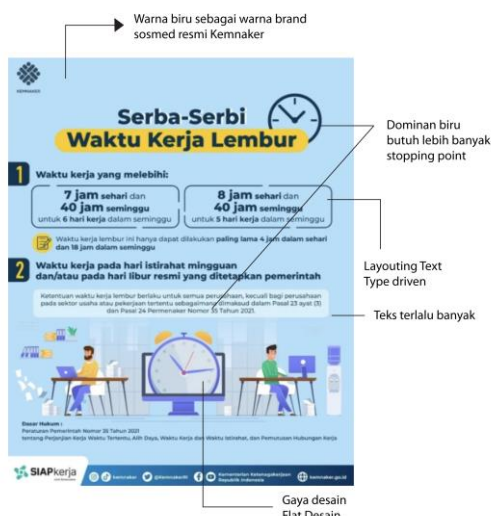 Warna biru sebagai warna brand
sosmed resmi Kemnaker
KEMNAKER
Serba-Serbi
Waktu Kerja Lembur
Dominan biru
butuh lebih banyak
stopping point
1 Waktu kerja yang melebihi:
7 jam sehari dan
40 jam seminggu
untuk 6 hari kerja dalam seminggu
8 jam sehari dan
40 jam seminggu
untuk 5 hari kerja dalam seminggu
Waktu kerja lembur ini hanya dapat dilakukan paling lama 4 jam dalam sehari
dan 18 jam dalam seminggu
Layouting Text
Type driven
2 Waktu kerja pada hari istirahat mingguan
dan/atau pada hari libur resmi yang ditetapkan pemerintah
Ketentuan waktu kerja lembur berlaku untuk semua perusahaan, kecuali bagi perusahaan
pada sektor usaha atau pekerjaan tertentu sebagaimana dimaksud dalam Pasal 23 ayat (3)
dan Pasal 24 Permenaker Nomor 35 Tahun 2021.
Teks terlalu banyak
Dasar Hukum :
Peraturan Pemerintah Nomor 35 Tahun 2021
tentang Perjanjian Kerja Waktu Tertentu, Alih Daya, Waktu Kerja dan Waktu Istirahat, dan Pemutusan Hubungan Kerja
SIAPkerja
kemnaker
@KemnakerRI
Kementerian Ketenagakerjaan
Republik Indonesia
kemnaker.go.id
Gaya desain
Flat Desain